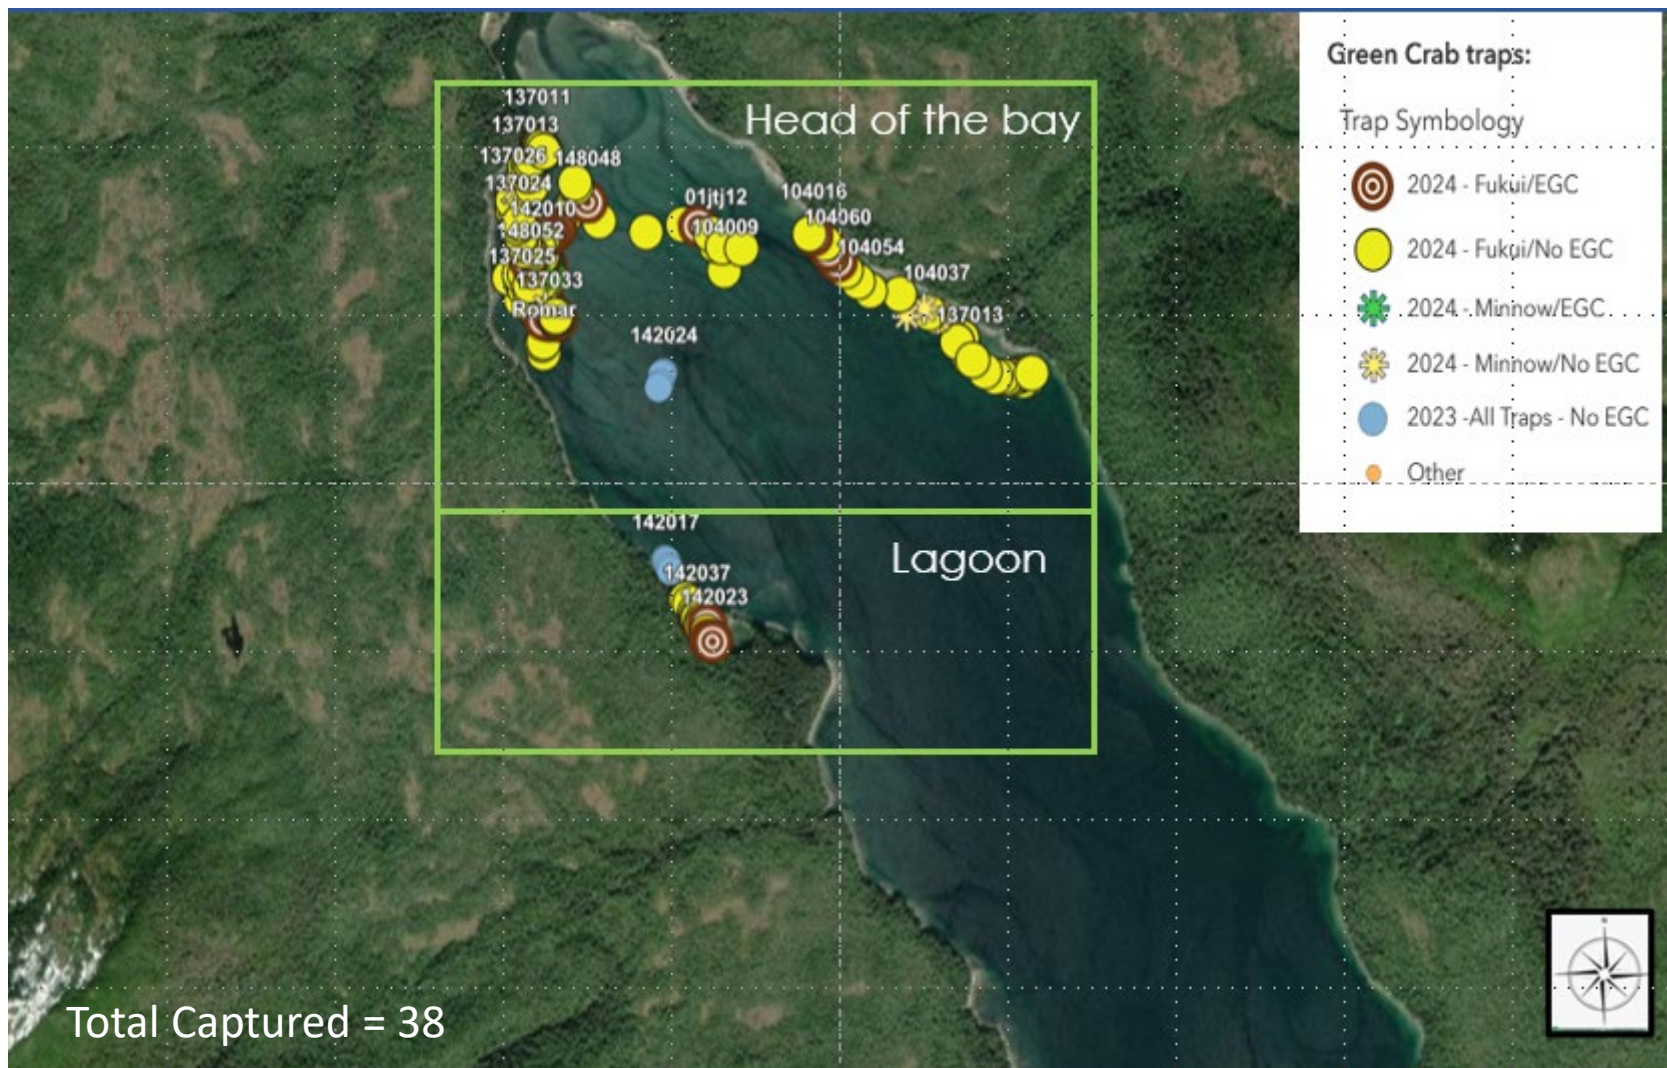 Green Crab traps:
Trap Symbology
2024 - Fukui/EGC
2024 - Fukui/No EGC
2024 - Minnow/EGC
2024 - Minnow/No EGC
2023 -All Traps - No EGC
Other
Head of the bay
137011
137013
137026
148048
137024
142010
148052
137025
137033
Romar
01jtj12
104009
104016
104060
104054
104037
137013
142024
Lagoon
142017
142037
142023
N
Total Captured = 38